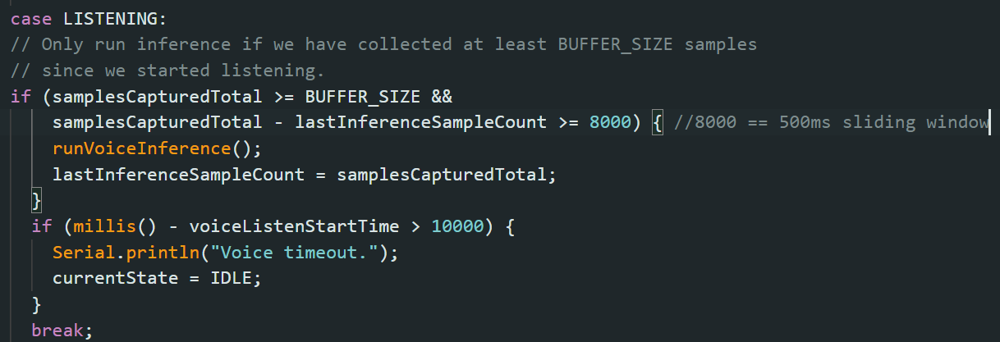 case LISTENING:
// Only run inference if we have collected at least BUFFER_SIZE samples
// since we started listening.
if (samplesCapturedTotal >= BUFFER_SIZE &&
samplesCapturedTotal - lastInferenceSampleCount >= 8000) { //8000 == 500ms sliding window
runVoiceInference();
lastInferenceSampleCount = samplesCapturedTotal;
}
if (millis() - voiceListenStartTime > 10000) {
Serial.println("Voice timeout.");
currentState = IDLE;
}
break;